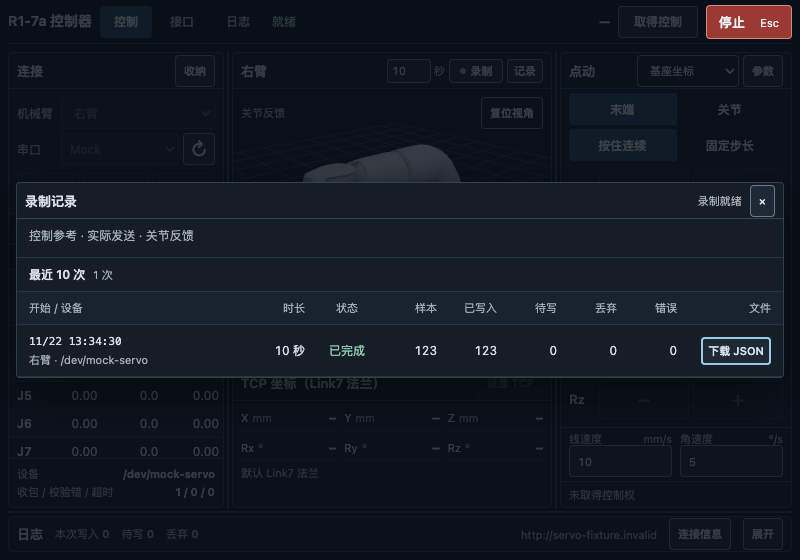 R1-7a 控制器 控制 接口 日志 就绪 — 取得控制 停止 Esc
连接 收纳 右臂 10 秒 ● 录制 记录 点动 基座坐标 参数
机械臂 右臂 关节反馈 复位视角 末端 关节
串口 Mock 按住连续 固定步长
录制记录 录制就绪 ×
控制参考 · 实际发送 · 关节反馈
最近 10 次 1 次
开始 / 设备 时长 状态 样本 已写入 待写 丢弃 错误 文件
11/22 13:34:30
右臂 · /dev/mock-servo 10 秒 已完成 123 123 0 0 0 下载 JSON
J5 0.00 0.0 0.00 TCP 坐标（Link7 法兰） 设置 TCP Rz − +
J6 0.00 0.0 0.00 X mm – Y mm – Z mm –
J7 0.00 0.0 0.00 Rx ° – Ry ° – Rz ° – 线速度 mm/s 角速度 °/s
设备 /dev/mock-servo 默认 Link7 法兰 10 5
收包 / 校验错 / 超时 1 / 0 / 0 未取得控制权
日志 本次写入 0 待写 0 丢弃 0 http://servo-fixture.invalid 连接信息 展开